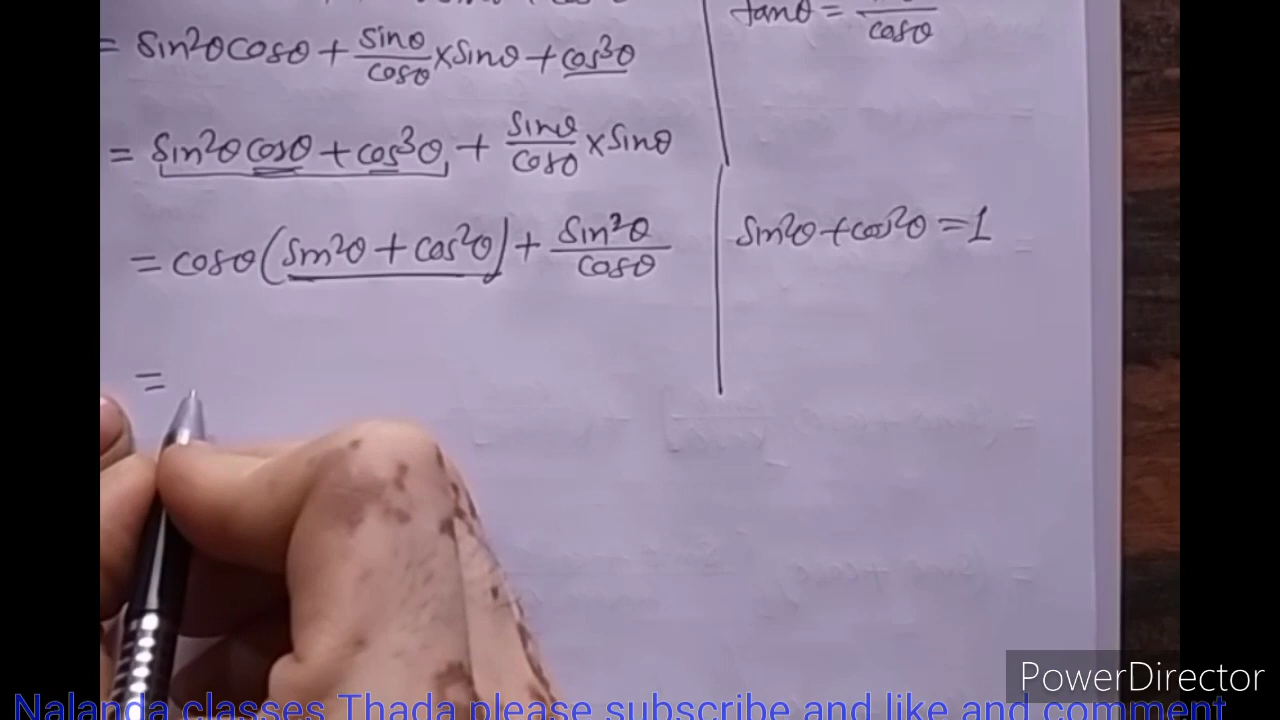 tanθ =
= sin²θcosθ + sinθ/cosθ × sinθ + cos³θ
cosθ
= sin²θcosθ + cos³θ + sinθ/cosθ × sinθ
= cosθ(sin²θ + cos²θ) + sin²θ/cosθ
sin²θ + cos²θ = 1
=
PowerDirector
Nalanda classes Thada please subscribe and like and comment